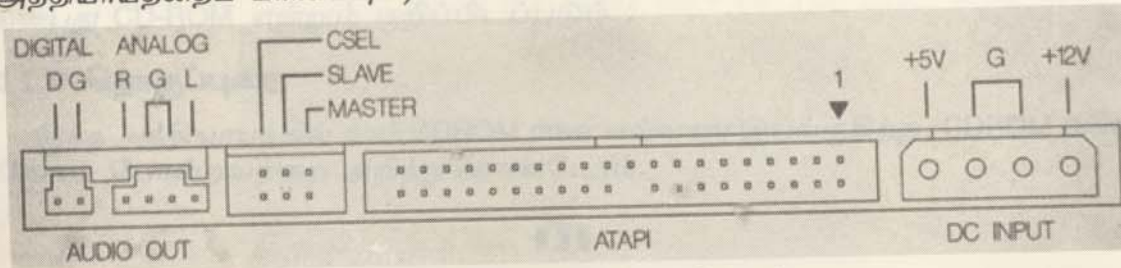 DIGITAL ANALOG
D G R G L
CSEL
SLAVE
MASTER
1
+5V G +12V
AUDIO OUT
ATAPI
DC INPUT